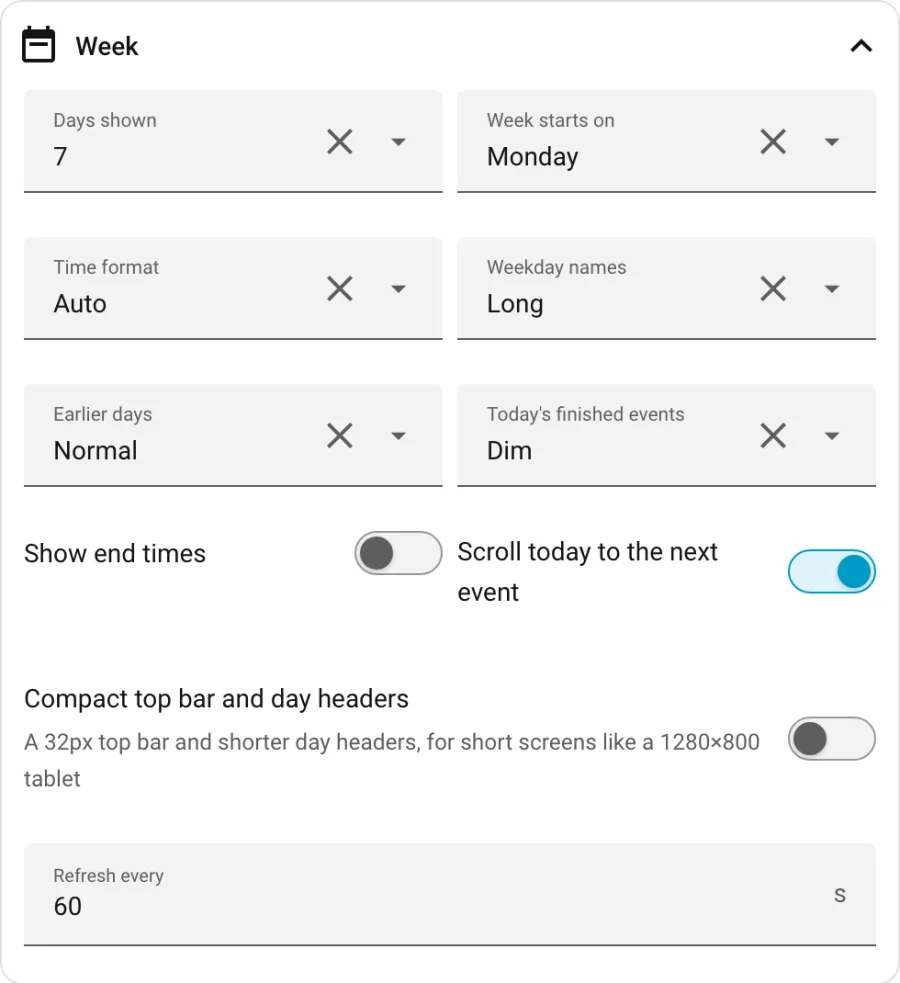 Week
Days shown
7
Week starts on
Monday
Time format
Auto
Weekday names
Long
Earlier days
Normal
Today's finished events
Dim
Show end times
Scroll today to the next
event
Compact top bar and day headers
A 32px top bar and shorter day headers, for short screens like a 1280×800
tablet
Refresh every
60
s